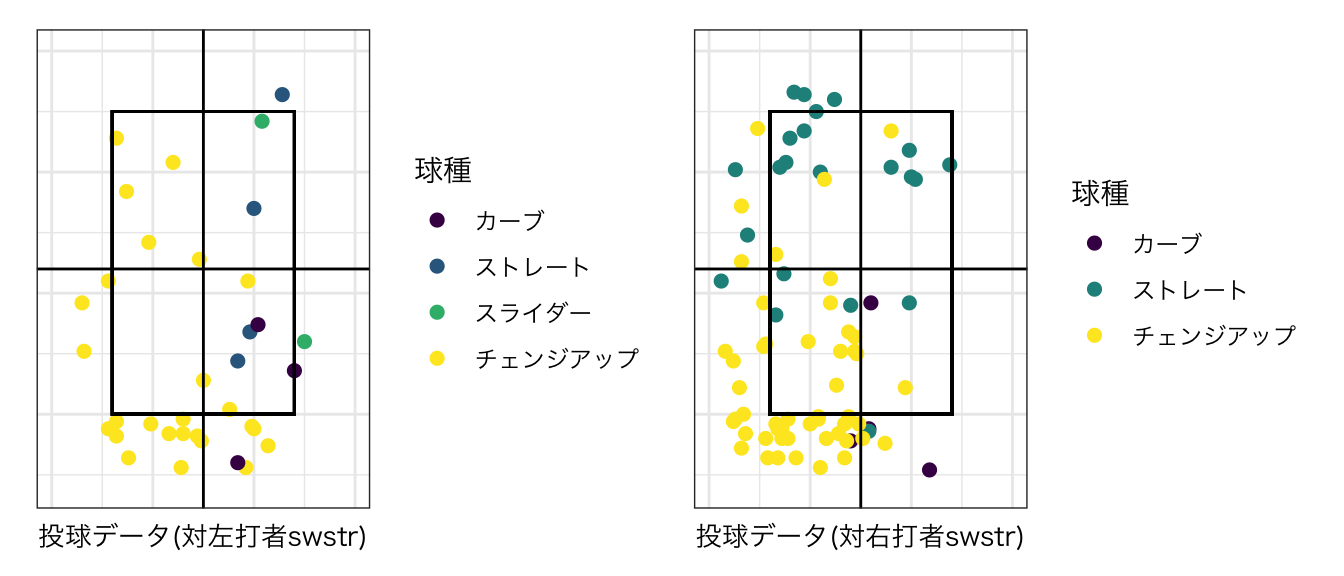 球種
カーブ
ストレート
スライダー
チェンジアップ
投球データ(対左打者swstr)
球種
カーブ
ストレート
チェンジアップ
投球データ(対右打者swstr)